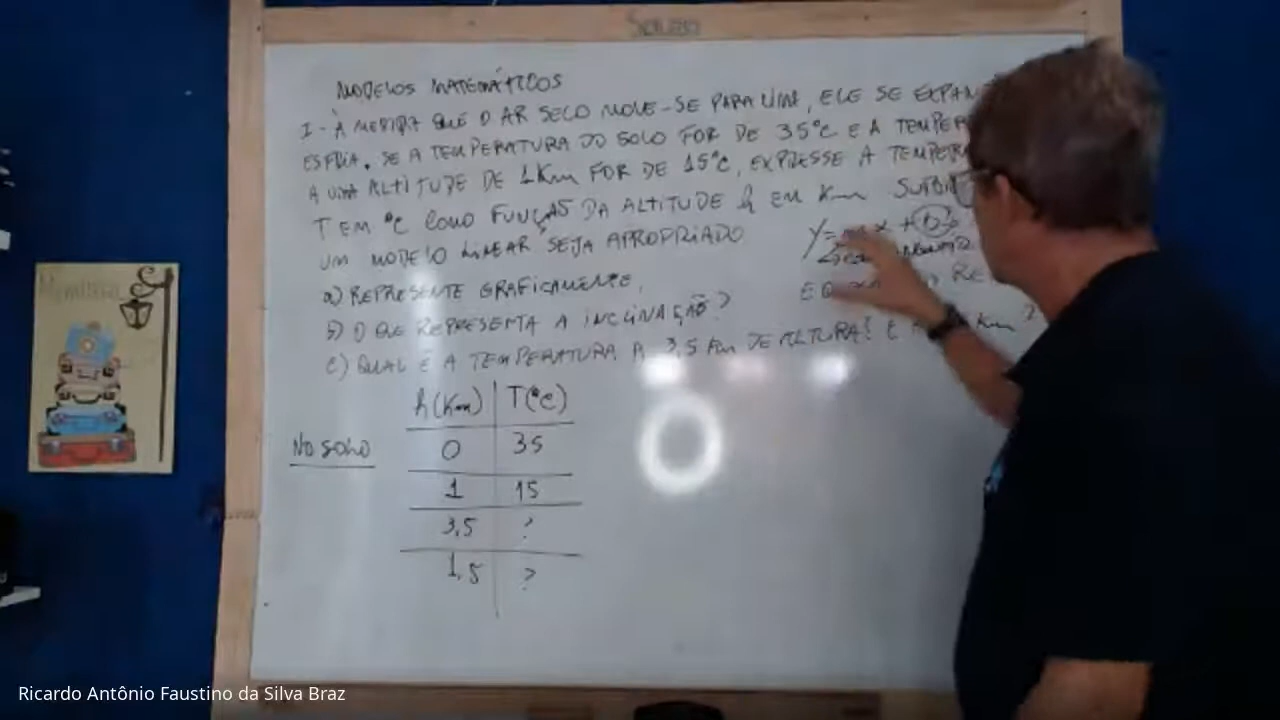 MODELOS MATEMÁTICOS
1- À MEDIDA QUE O AR SECO MOVE-SE PARA CIMA, ELE SE EXPAN
ESFRIA. SE A TEMPERATURA DO SOLO FOR DE 35°C E A TEMPER
A UMA ALTITUDE DE 1Km FOR DE 15°C, EXPRESSE A TEMPERA
T EM °C COMO FUNÇÃO DA ALTITUDE h EM Km
UM MODELO LINEAR SEJA APROPRIADO
y=mx+b
a) REPRESENTE GRAFICAMENTE.
b) O QUE REPRESENTA A INCLINAÇÃO?
c) QUAL É A TEMPERATURA A 3,5 Km DE ALTURA? E Km?
h(Km) T(°C)
NO SOLO 0 35
1 15
3,5 ?
1,5 ?
Ricardo Antônio Faustino da Silva Braz